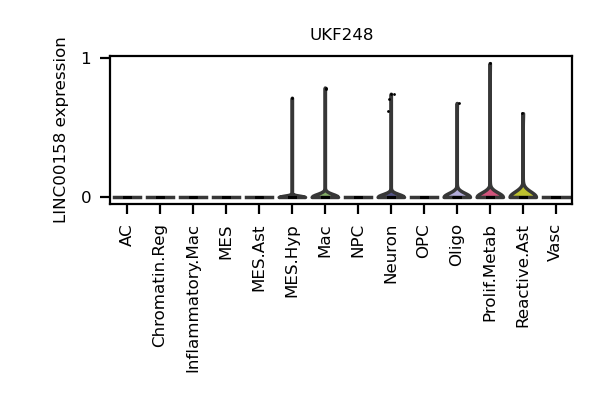 UKF248
LINC00158 expression
1
0
AC
Chromatin.Reg
Inflammatory.Mac
MES
MES.Ast
MES.Hyp
Mac
NPC
Neuron
OPC
Oligo
Prolif.Metab
Reactive.Ast
Vasc